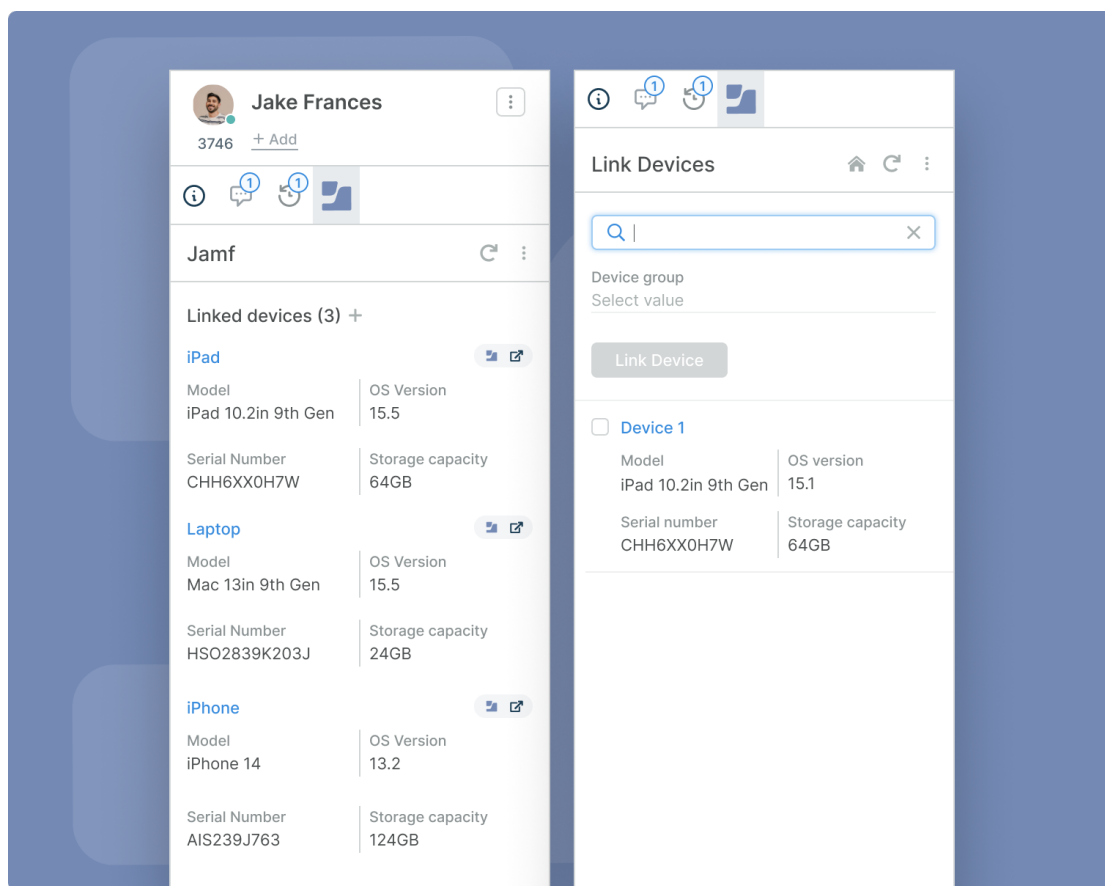 Jake Frances
3746
+ Add
1
1
Jamf
Linked devices (3) +
iPad
Model
OS Version
iPad 10.2in 9th Gen
15.5
Serial Number
Storage capacity
CHH6XX0H7W
64GB
Laptop
Model
OS Version
Mac 13in 9th Gen
15.5
Serial Number
Storage capacity
HSO2839K203J
24GB
iPhone
Model
OS Version
iPhone 14
13.2
Serial Number
Storage capacity
AIS239J763
124GB
1
1
Link Devices
Device group
Select value
Link Device
Device 1
Model
OS version
iPad 10.2in 9th Gen
15.1
Serial number
Storage capacity
CHH6XX0H7W
64GB